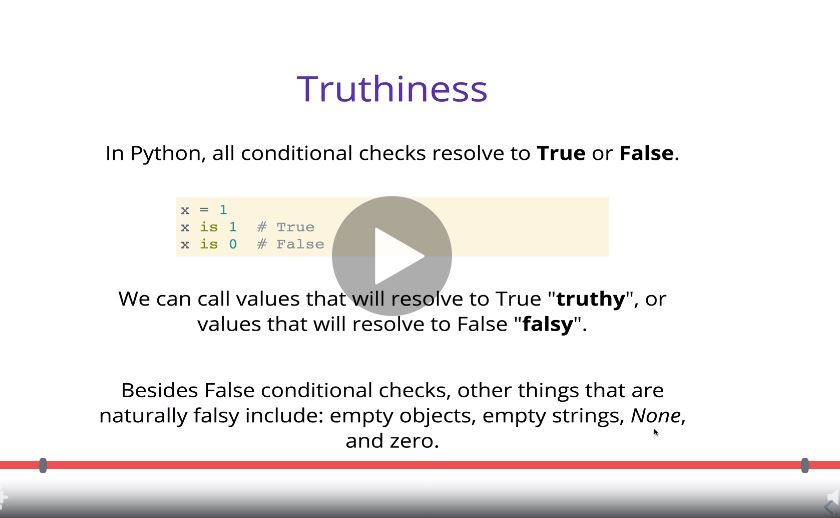 Truthiness
In Python, all conditional checks resolve to True or False.
x = 1
x is 1  # True
x is 0  # False
We can call values that will resolve to True "truthy", or
values that will resolve to False "falsy".
Besides False conditional checks, other things that are
naturally falsy include: empty objects, empty strings, None,
and zero.